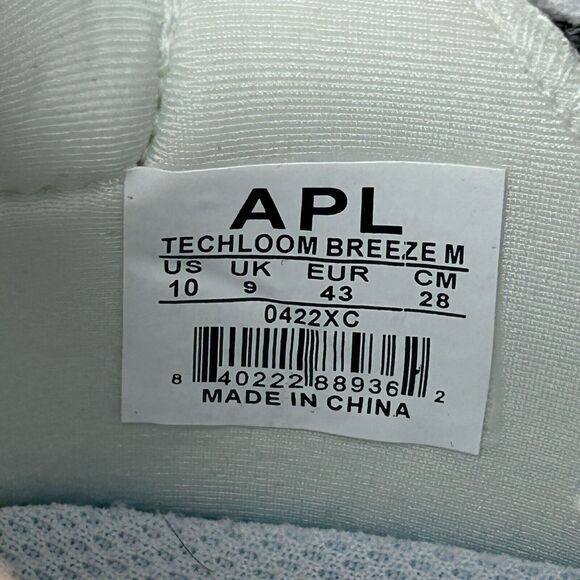 APL
TECHLOOM BREEZE M
US UK EUR CM
10 9 43 28
0422XC
8 40222 88936 2
MADE IN CHINA